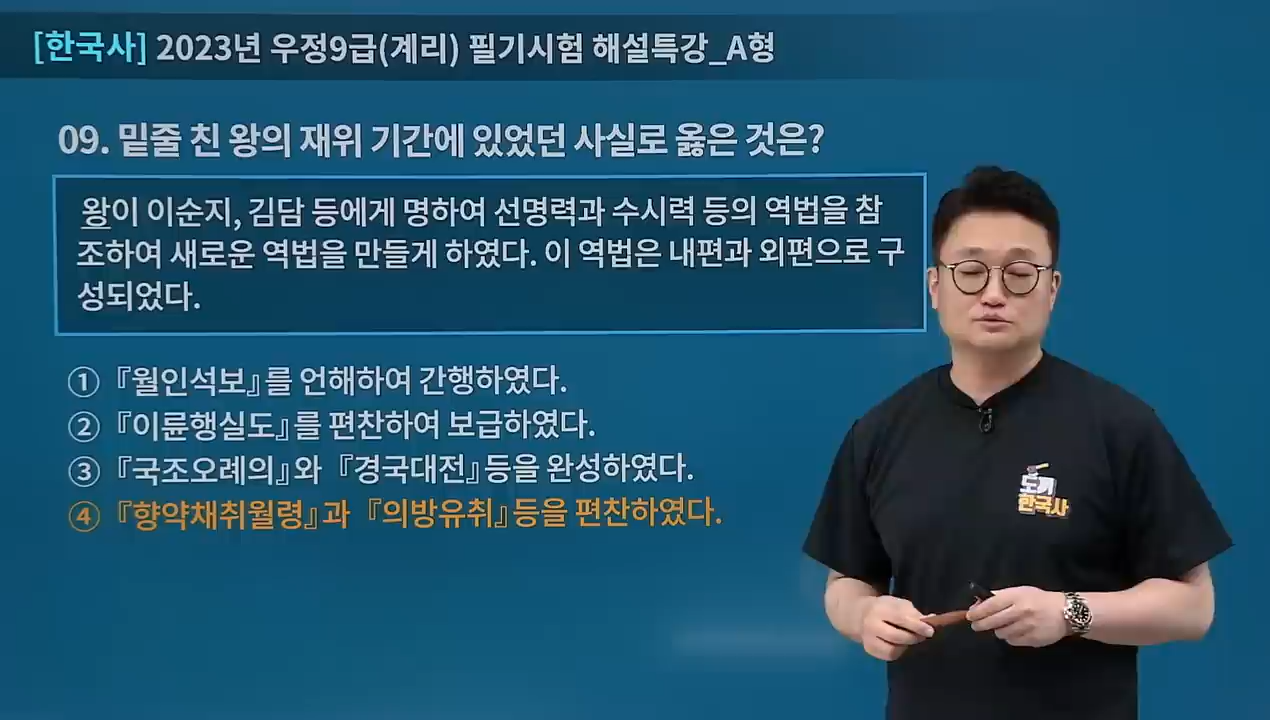 [한국사] 2023년 우정9급(계리) 필기시험 해설특강_A형
09. 밑줄 친 왕의 재위 기간에 있었던 사실로 옳은 것은?
왕이 이순지, 김담 등에게 명하여 선명력과 수시력 등의 역법을 참
조하여 새로운 역법을 만들게 하였다. 이 역법은 내편과 외편으로 구
성되었다.
① 『월인석보』를 언해하여 간행하였다.
② 『이륜행실도』를 편찬하여 보급하였다.
③ 『국조오례의』와 『경국대전』등을 완성하였다.
④ 『향약채취월령』과 『의방유취』등을 편찬하였다.
한국사